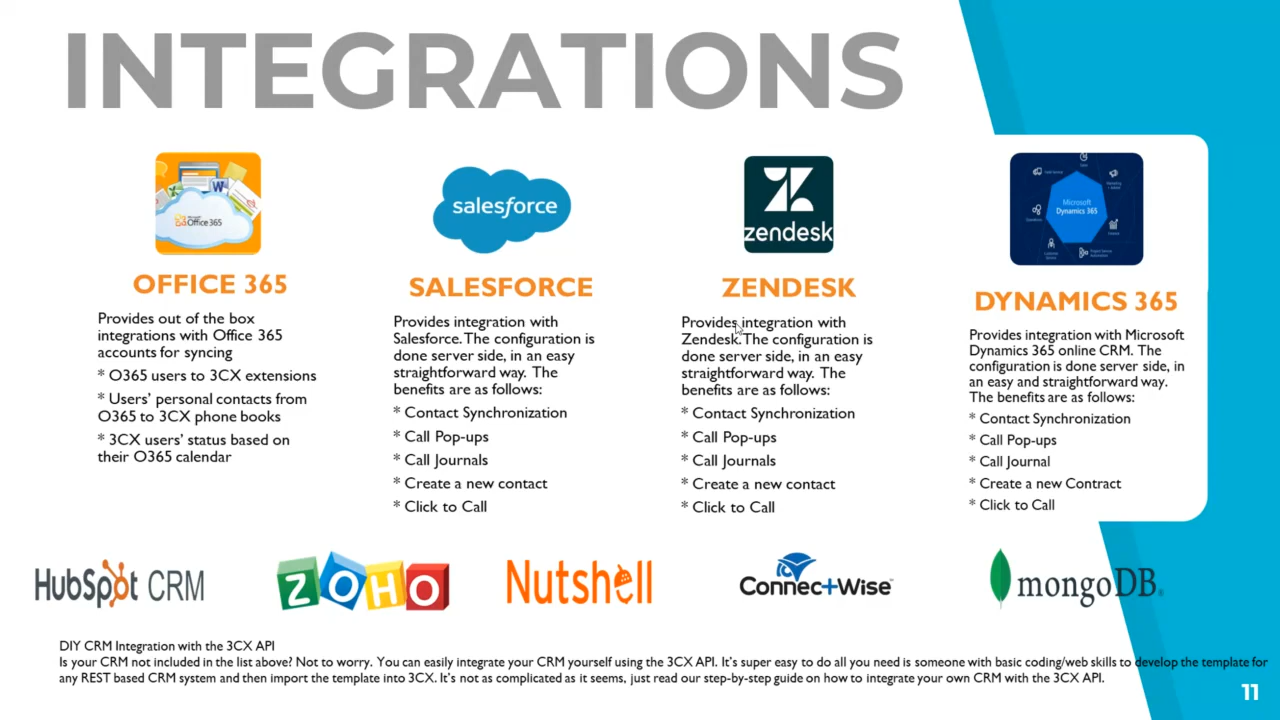 INTEGRATIONS
Office 365
OFFICE 365
Provides out of the box
integrations with Office 365
accounts for syncing
* O365 users to 3CX extensions
* Users' personal contacts from
O365 to 3CX phone books
* 3CX users' status based on
their O365 calendar
salesforce
SALESFORCE
Provides integration with
Salesforce. The configuration is
done server side, in an easy
straightforward way. The
benefits are as follows:
* Contact Synchronization
* Call Pop-ups
* Call Journals
* Create a new contact
* Click to Call
zendesk
ZENDESK
Provides integration with
Zendesk. The configuration is
done server side, in an easy
straightforward way. The
benefits are as follows:
* Contact Synchronization
* Call Pop-ups
* Call Journals
* Create a new contact
* Click to Call
Microsoft
Dynamics 365
DYNAMICS 365
Provides integration with Microsoft
Dynamics 365 online CRM. The
configuration is done server side, in
an easy and straightforward way.
The benefits are as follows:
* Contact Synchronization
* Call Pop-ups
* Call Journal
* Create a new Contract
* Click to Call
HubSpot CRM
ZOHO
Nutshell
ConnectWise
mongoDB
DIY CRM Integration with the 3CX API
Is your CRM not included in the list above? Not to worry. You can easily integrate your CRM yourself using the 3CX API. It's super easy to do all you need is someone with basic coding/web skills to develop the template for
any REST based CRM system and then import the template into 3CX. It's not as complicated as it seems, just read our step-by-step guide on how to integrate your own CRM with the 3CX API.
11